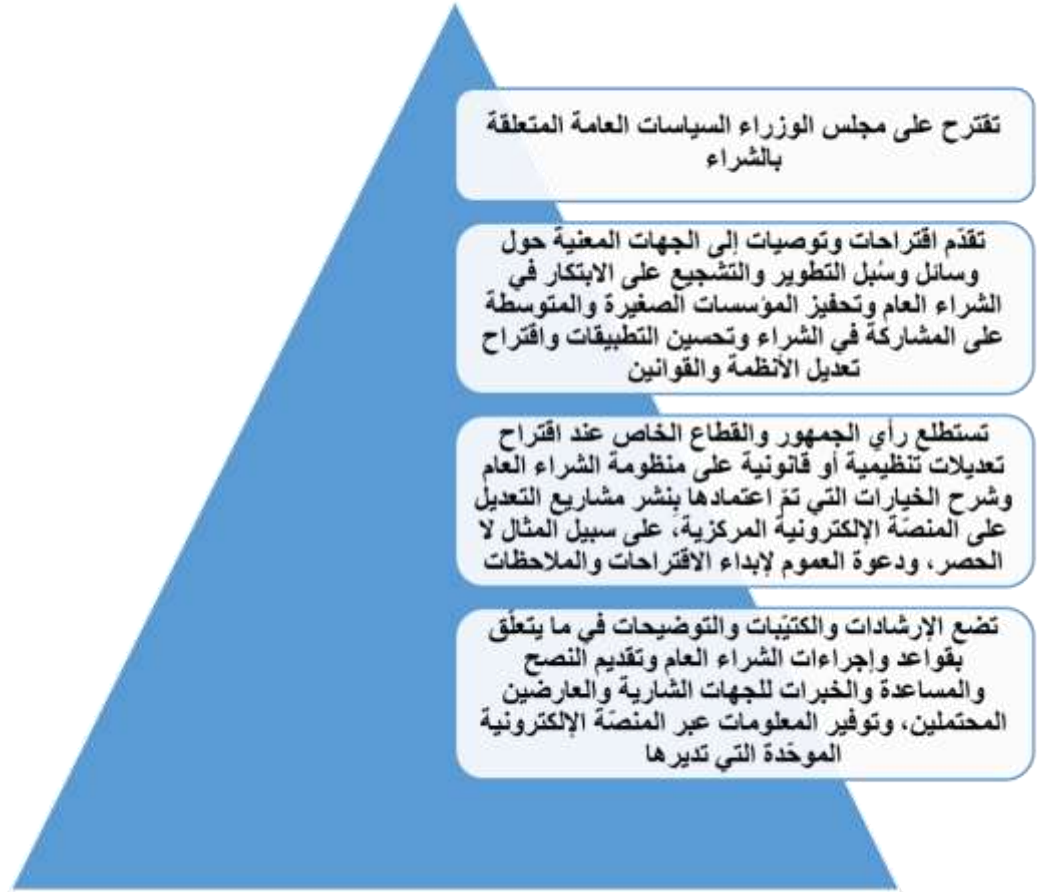 تقترح على مجلس الوزراء السياسات العامة المتعلقة
بالشراء
تقدّم اقتراحات وتوصيات إلى الجهات المعنية حول
وسائل وسُبل التطوير والتشجيع على الابتكار في
الشراء العام وتحفيز المؤسسات الصغيرة والمتوسطة
على المشاركة في الشراء وتحسين التطبيقات واقتراح
تعديل الأنظمة والقوانين
تستطلع رأي الجمهور والقطاع الخاص عند اقتراح
تعديلات تنظيمية أو قانونية على منظومة الشراء العام
وشرح الخيارات التي تمّ اعتمادها بنشر مشاريع التعديل
على المنصّة الإلكترونية المركزية، على سبيل المثال لا
الحصر، ودعوة العموم لإبداء الاقتراحات والملاحظات
تضع الإرشادات والكتيّبات والتوضيحات في ما يتعلّق
بقواعد وإجراءات الشراء العام وتقديم النصح
والمساعدة والخبرات للجهات الشارية والعارضين
المحتملين، وتوفير المعلومات عبر المنصّة الإلكترونية
الموحّدة التي تديرها